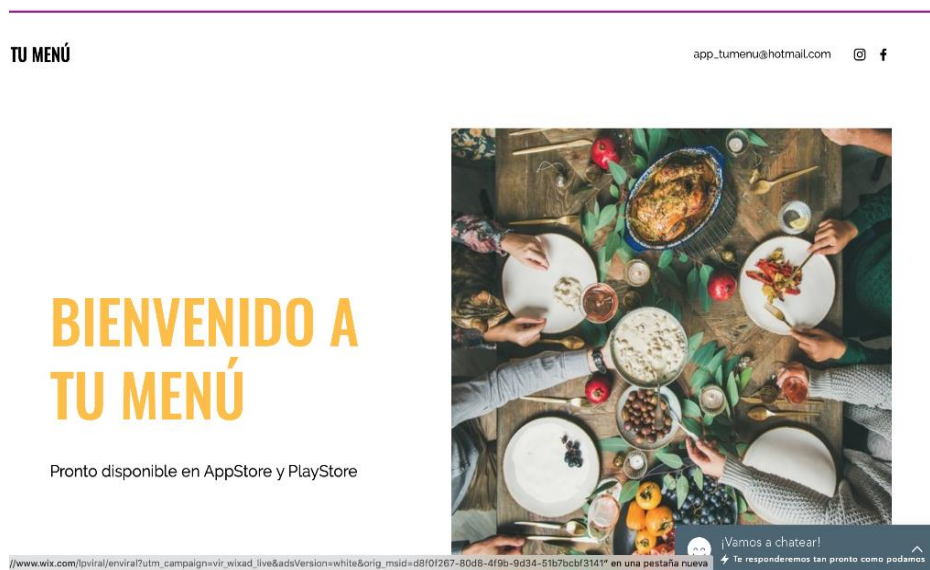 TU MENÚ
app_tumenu@hotmail.com
BIENVENIDO A
TU MENÚ
Pronto disponible en AppStore y PlayStore
¡Vamos a chatear!
Te responderemos tan pronto como podamos
//www.wix.com/lpviral/enviral?utm_campaign=vir_wixad_live&adsVersion=white&orig_msid=d8f0f267-80d8-4f9b-9d34-51b7bcbf3141" en una pestaña nueva